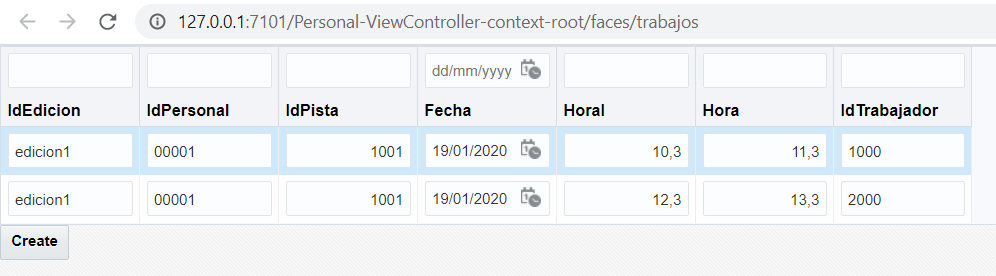 127.0.0.1:7101/Personal-ViewController-context-root/faces/trabajos
dd/mm/yyyy
IdEdicion IdPersonal IdPista Fecha HoraI Hora IdTrabajador
edicion1 00001 1001 19/01/2020 10,3 11,3 1000
edicion1 00001 1001 19/01/2020 12,3 13,3 2000
Create